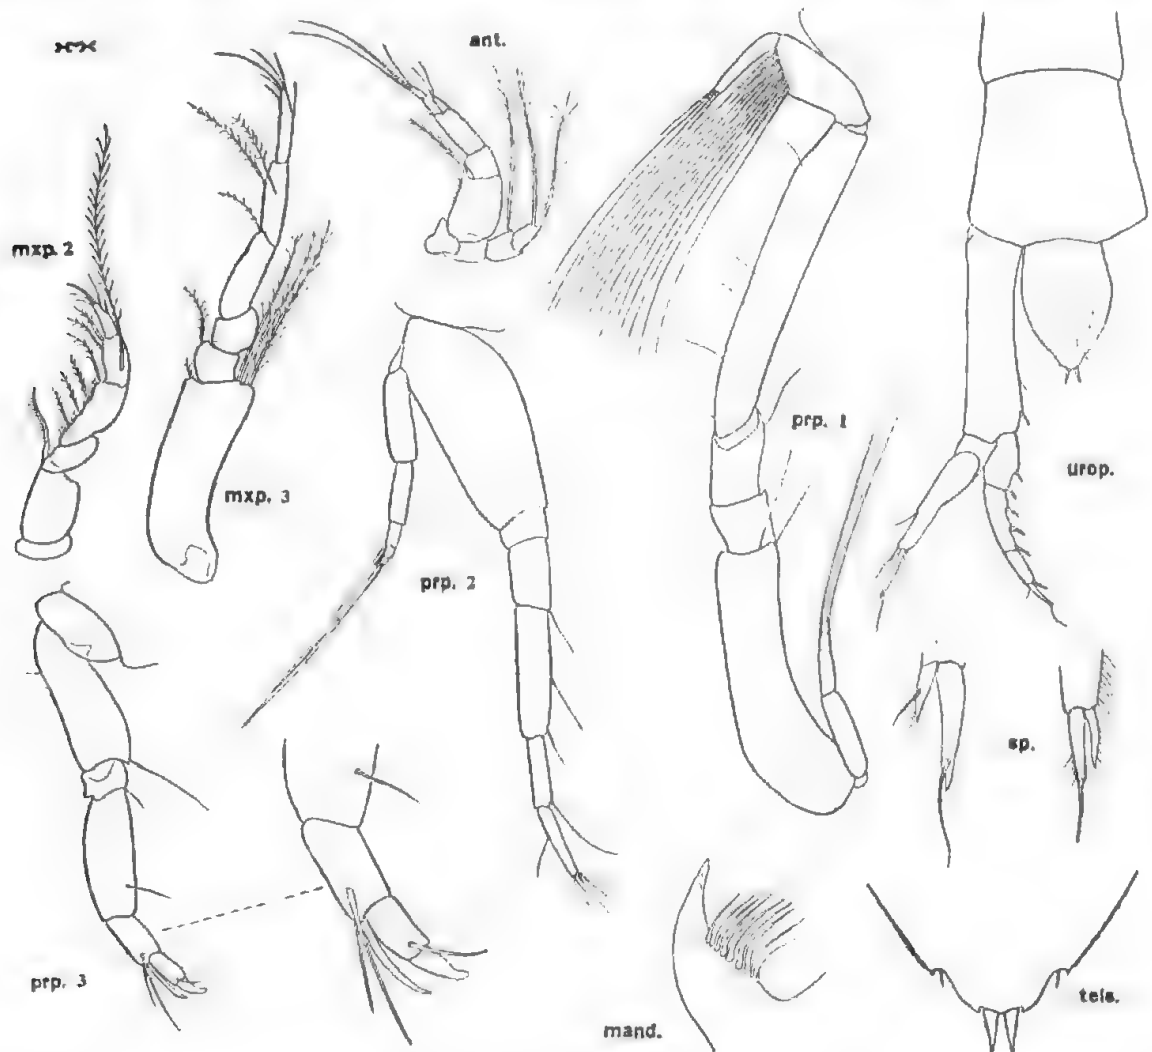 ant.
mxp. 2
mxp. 3
prp. 1
urop.
prp. 2
sp.
prp. 3
mand.
tels.